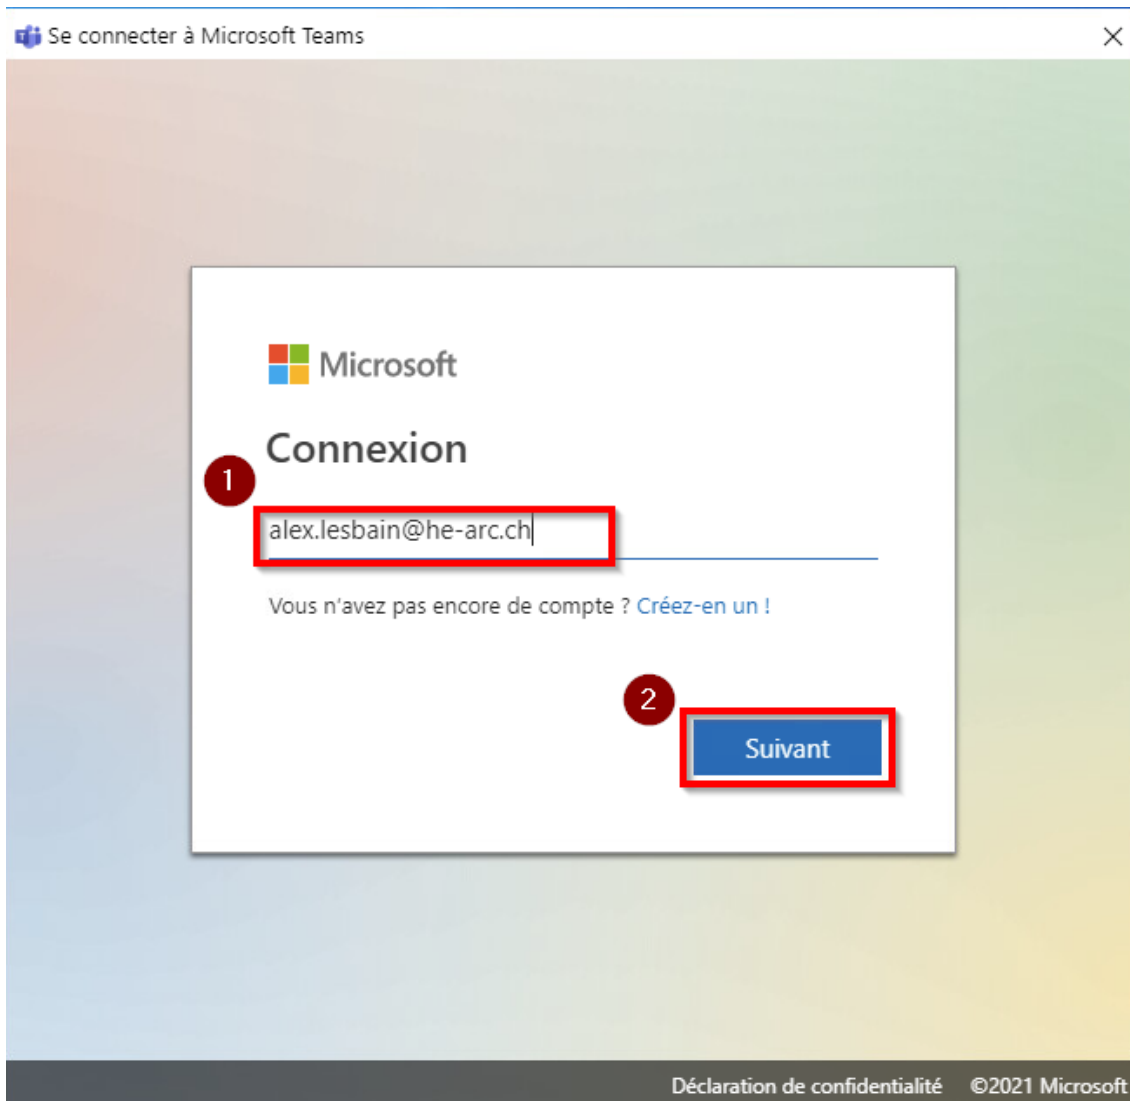 Se connecter à Microsoft Teams
Microsoft
Connexion
1
alex.lesbain@he-arc.ch
Vous n'avez pas encore de compte ? Créez-en un !
2
Suivant
Déclaration de confidentialité ©2021 Microsoft